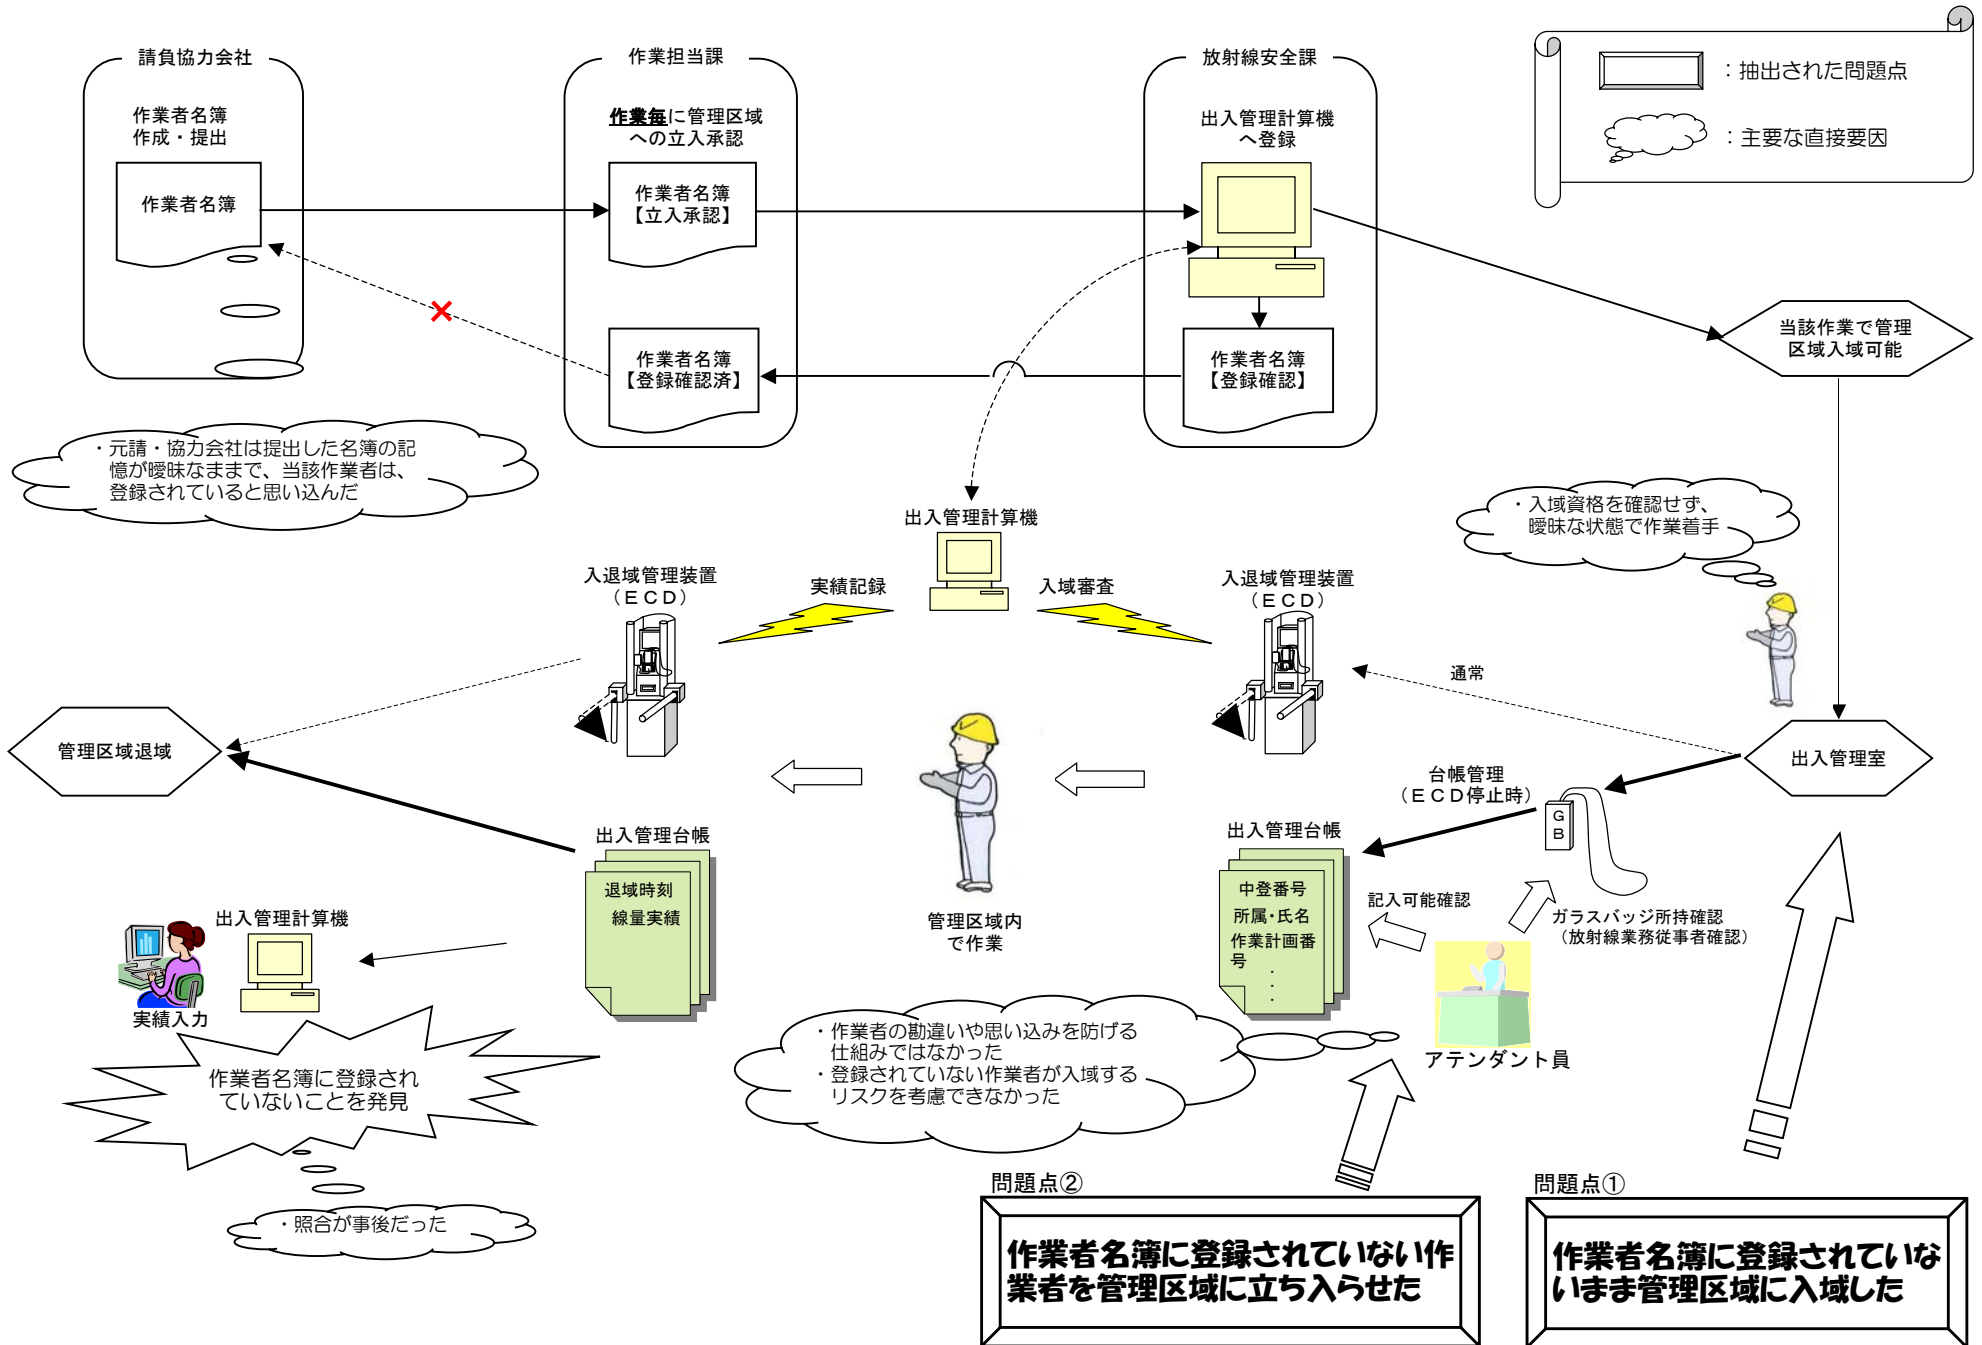 請負協力会社
作業者名簿
作成・提出
作業者名簿
作業担当課
作業毎に管理区域
への立入承認
作業者名簿
【立入承認】
作業者名簿
【登録確認済】
放射線安全課
出入管理計算機
へ登録
作業者名簿
【登録確認】
：抽出された問題点
：主要な直接要因
当該作業で管理
区域入域可能
・元請・協力会社は提出した名簿の記
憶が曖昧なままで、当該作業者は、
登録されていると思い込んだ
・入域資格を確認せず、
曖昧な状態で作業着手
出入管理計算機
入退域管理装置
（ＥＣＤ）
実績記録
入域審査
入退域管理装置
（ＥＣＤ）
通常
管理区域退域
出入管理室
台帳管理
（ＥＣＤ停止時）
G
B
出入管理台帳
退域時刻
線量実績
管理区域内
で作業
出入管理台帳
中登番号
所属・氏名
作業計画番
号
.
.
.
記入可能確認
ガラスバッジ所持確認
（放射線業務従事者確認）
アテンダント員
出入管理計算機
実績入力
作業者名簿に登録され
ていないことを発見
・照合が事後だった
・作業者の勘違いや思い込みを防げる
仕組みではなかった
・登録されていない作業者が入域する
リスクを考慮できなかった
問題点②
作業者名簿に登録されていない作
業者を管理区域に立ち入らせた
問題点①
作業者名簿に登録されていな
いまま管理区域に入域した